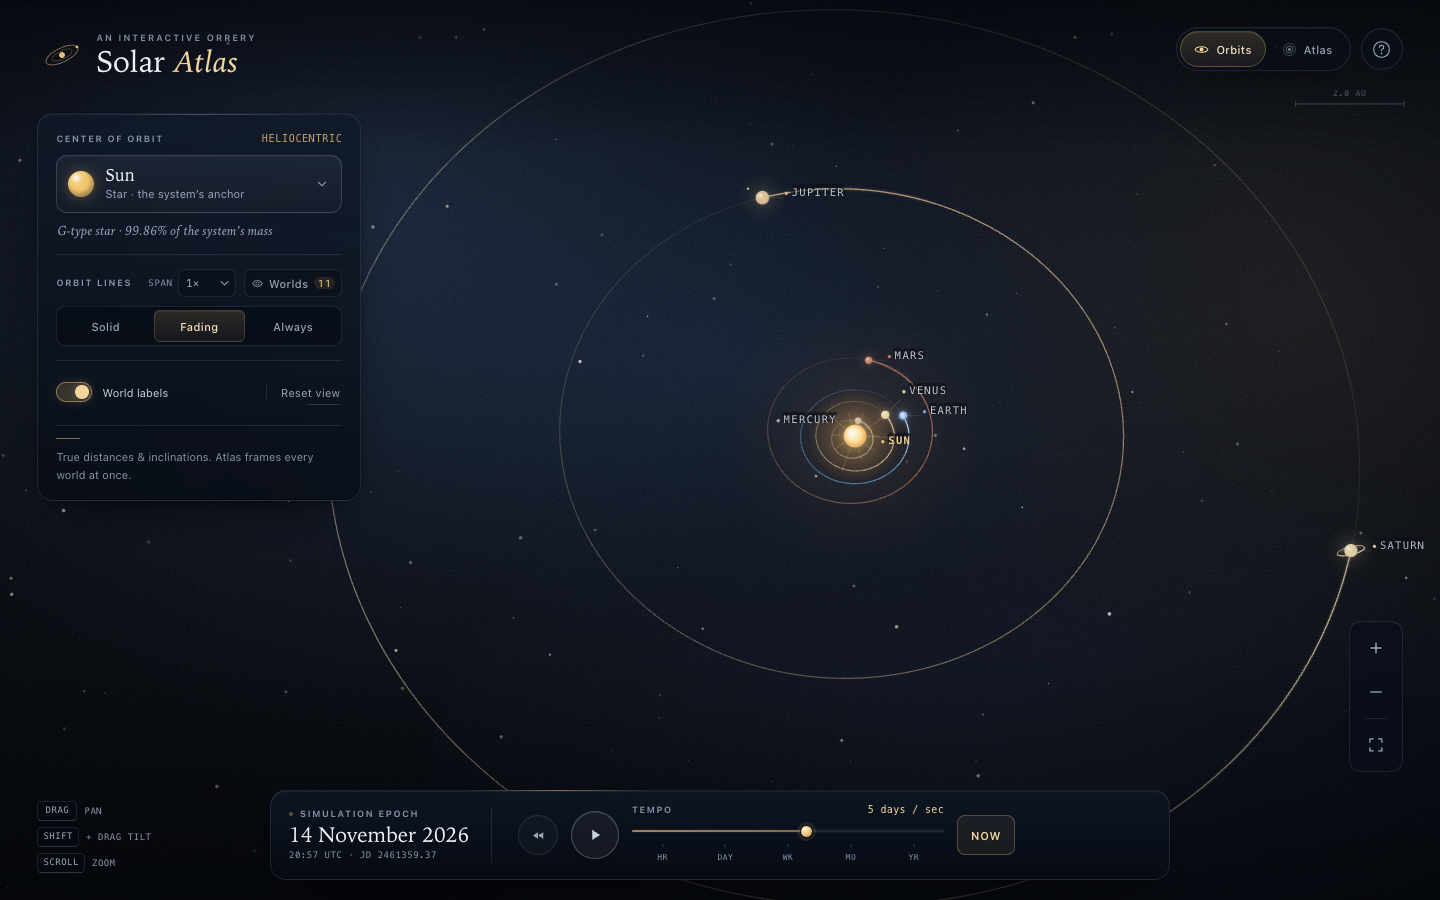 AN INTERACTIVE ORRERY
Solar Atlas
Orbits
Atlas
2.0 AU
CENTER OF ORBIT
HELIOCENTRIC
Sun
Star · the system's anchor
G-type star · 99.86% of the system's mass
ORBIT LINES
SPAN
1×
Worlds
11
Solid
Fading
Always
World labels
Reset view
True distances & inclinations. Atlas frames every
world at once.
JUPITER
MARS
VENUS
EARTH
MERCURY
SUN
SATURN
DRAG PAN
SHIFT + DRAG TILT
SCROLL ZOOM
SIMULATION EPOCH
14 November 2026
20:57 UTC · JD 2461359.37
TEMPO
5 days / sec
HR
DAY
WK
MO
YR
NOW